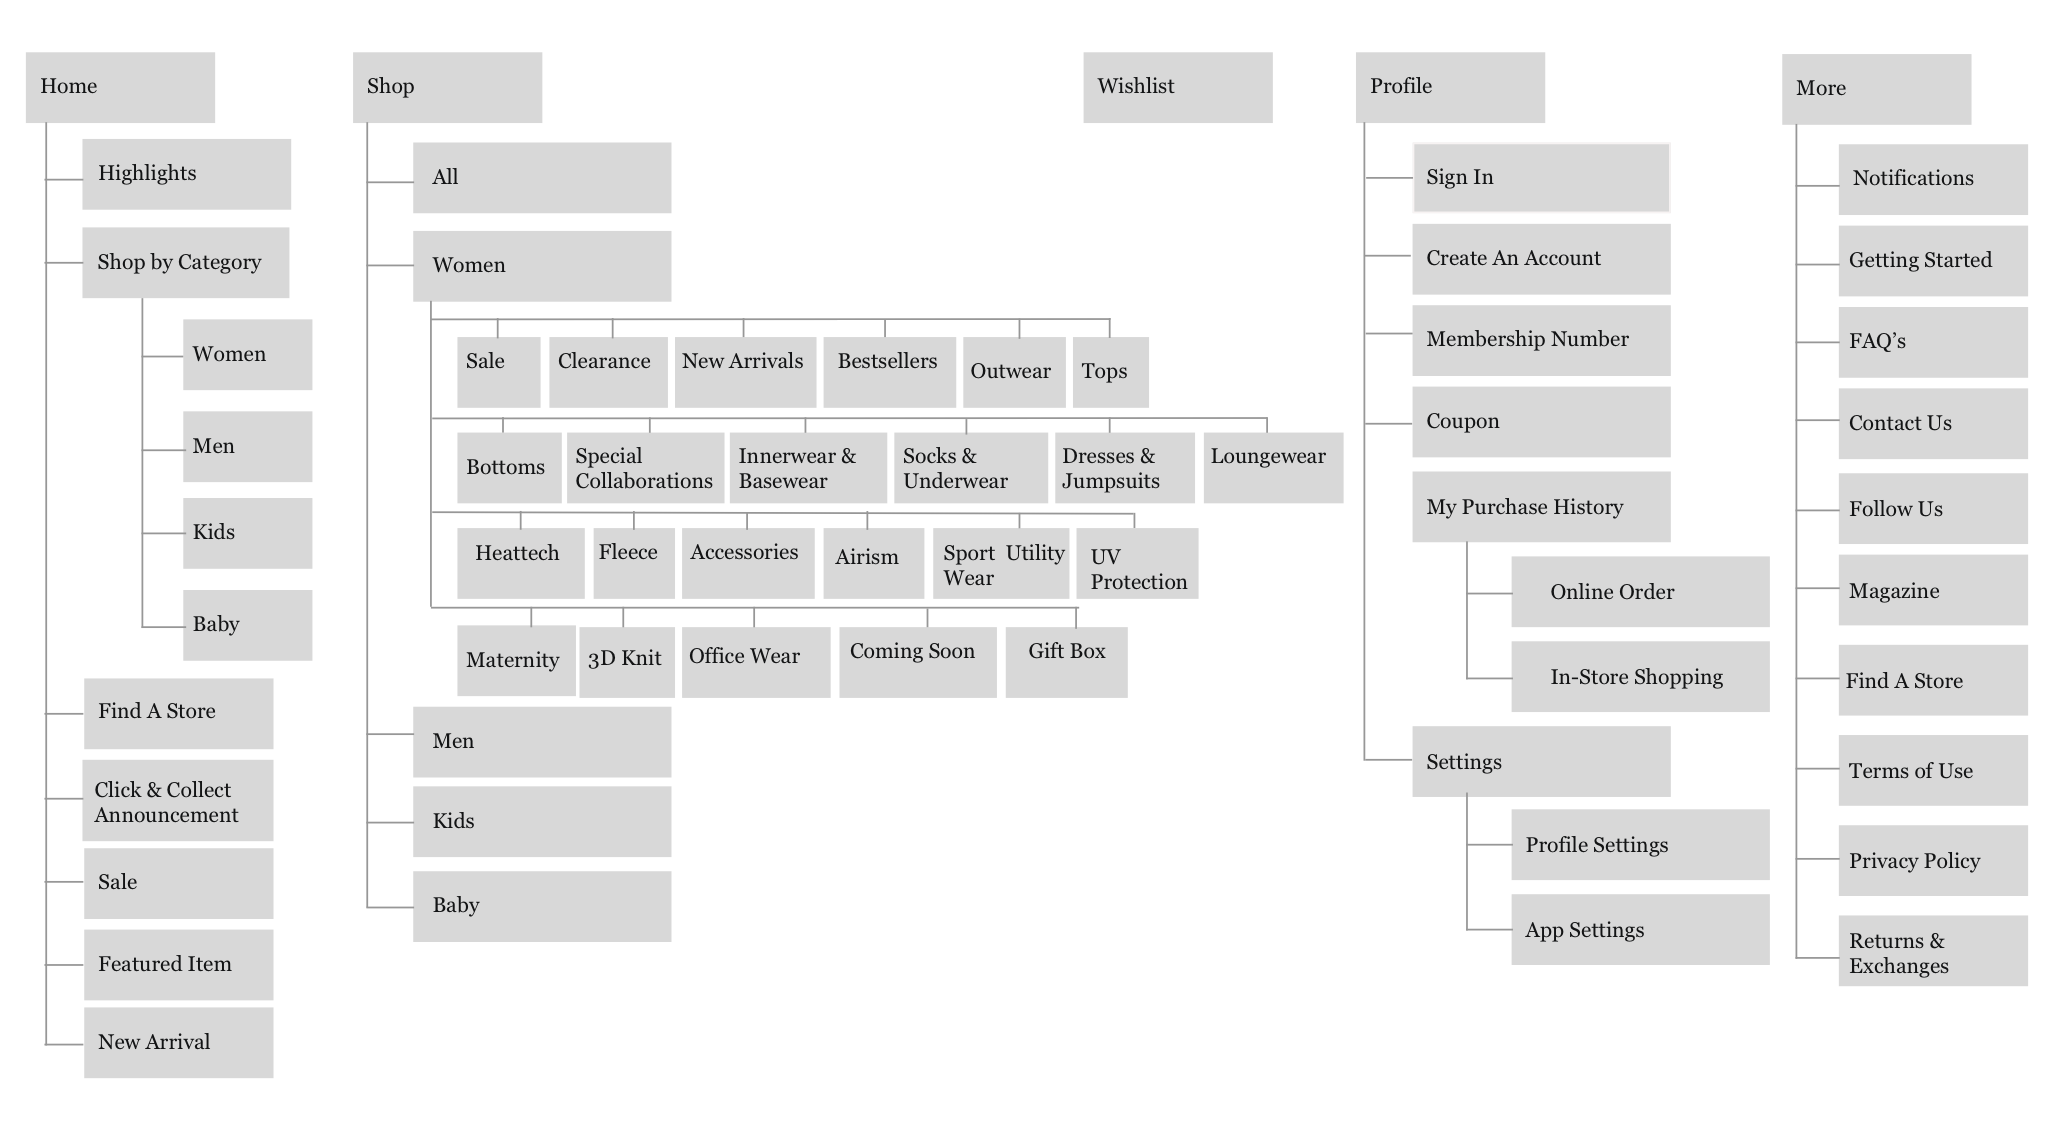 Home
Highlights
Shop by Category
Women
Men
Kids
Baby
Find A Store
Click & Collect
Announcement
Sale
Featured Item
New Arrival
Shop
All
Women
Sale
Clearance
New Arrivals
Bestsellers
Outwear
Tops
Bottoms
Special
Collaborations
Innerwear &
Basewear
Socks &
Underwear
Dresses &
Jumpsuits
Loungewear
Heattech
Fleece
Accessories
Airism
Sport Utility
Wear
UV
Protection
Maternity
3D Knit
Office Wear
Coming Soon
Gift Box
Men
Kids
Baby
Wishlist
Profile
Sign In
Create An Account
Membership Number
Coupon
My Purchase History
Online Order
In-Store Shopping
Settings
Profile Settings
App Settings
More
Notifications
Getting Started
FAQ’s
Contact Us
Follow Us
Magazine
Find A Store
Terms of Use
Privacy Policy
Returns &
Exchanges